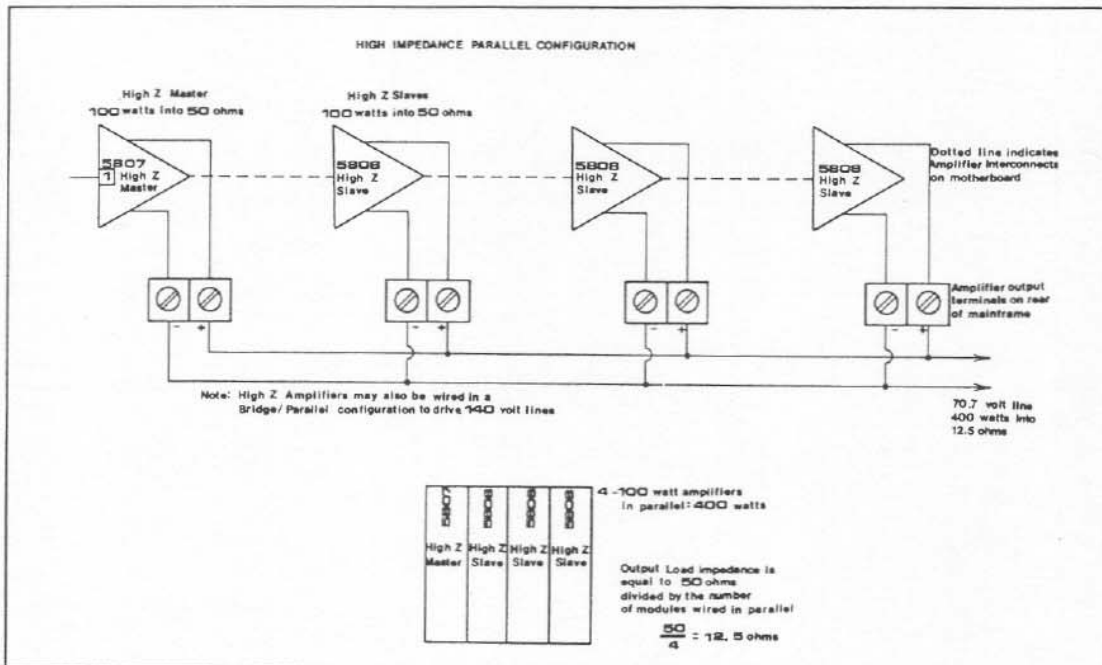 HIGH IMPEDANCE PARALLEL CONFIGURATION
High Z Master
100 watts into 50 ohms
High Z Slaves
100 watts into 50 ohms
5807
1 High Z
Master
5808
High Z
Slave
5808
High Z
Slave
5808
High Z
Slave
Dotted line indicates
Amplifier Interconnects
on motherboard
- +
- +
- +
- +
Amplifier output
terminals on rear
of mainframe
Note: High Z Amplifiers may also be wired in a
Bridge/Parallel configuration to drive 140 volt lines
70.7 volt line
400 watts into
12.5 ohms
5807
High Z
Master
5808
High Z
Slave
5808
High Z
Slave
5808
High Z
Slave
4-100 watt amplifiers
in parallel: 400 watts
Output Load impedance is
equal to 50 ohms
divided by the number
of modules wired in parallel
50
4
= 12.5 ohms